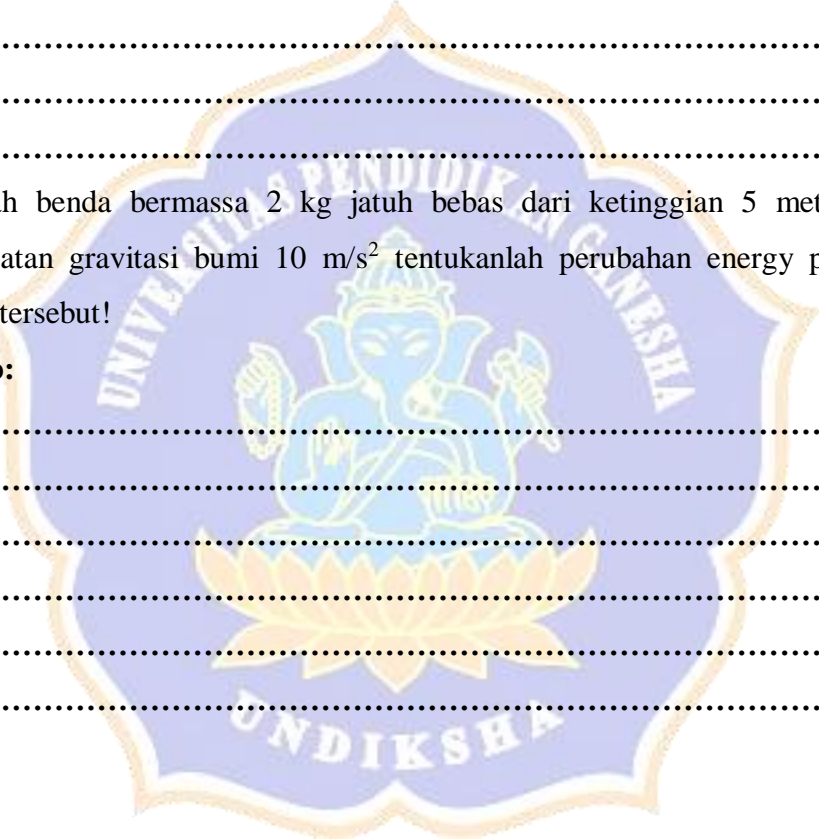 ........................................................................................
........................................................................................
........................................................................................
ah benda bermassa 2 kg jatuh bebas dari ketinggian 5 met
atan gravitasi bumi 10 m/s² tentukanlah perubahan energy p
tersebut!
:
........................................................................................
........................................................................................
........................................................................................
........................................................................................
........................................................................................
........................................................................................
UNIVERSITAS PENDIDIKAN GANESHA
UNDIKSHA